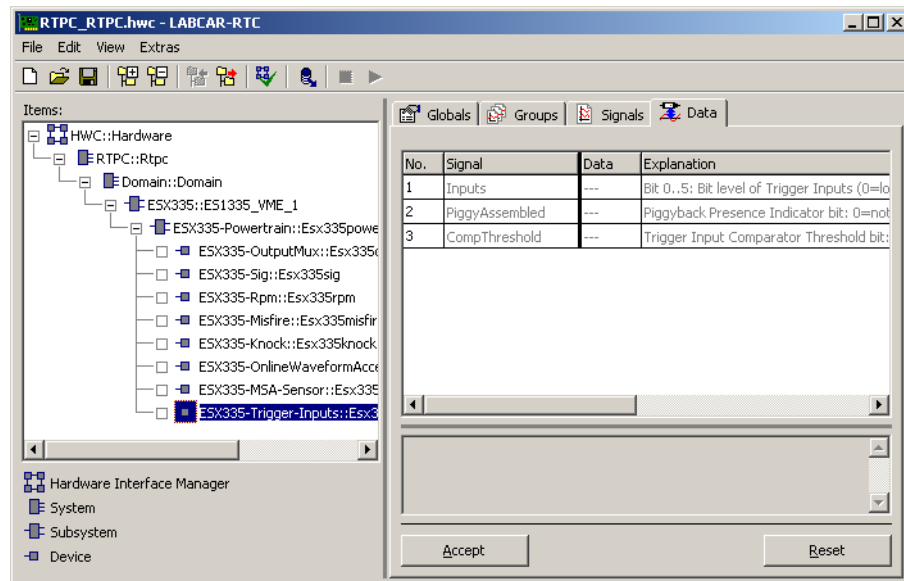 RTPC_RTPC.hwc - LABCAR-RTC
File Edit View Extras
Items:
HWC::Hardware
RTPC::Rtpc
Domain::Domain
ESX335::ES1335_VME_1
ESX335-Powertrain::Esx335powe
ESX335-OutputMux::Esx335
ESX335-Sig::Esx335sig
ESX335-Rpm::Esx335rpm
ESX335-Misfire::Esx335misfir
ESX335-Knock::Esx335knock
ESX335-OnlineWaveformAcce
ESX335-MSA-Sensor::Esx335
ESX335-Trigger-Inputs::Esx3
Hardware Interface Manager
System
Subsystem
Device
Globals Groups Signals Data
No. Signal Data Explanation
1 Inputs --- Bit 0..5: Bit level of Trigger Inputs (0=lo
2 PiggyAssembled --- Piggyback Presence Indicator bit: 0=not
3 CompThreshold --- Trigger Input Comparator Threshold bit:
Accept Reset